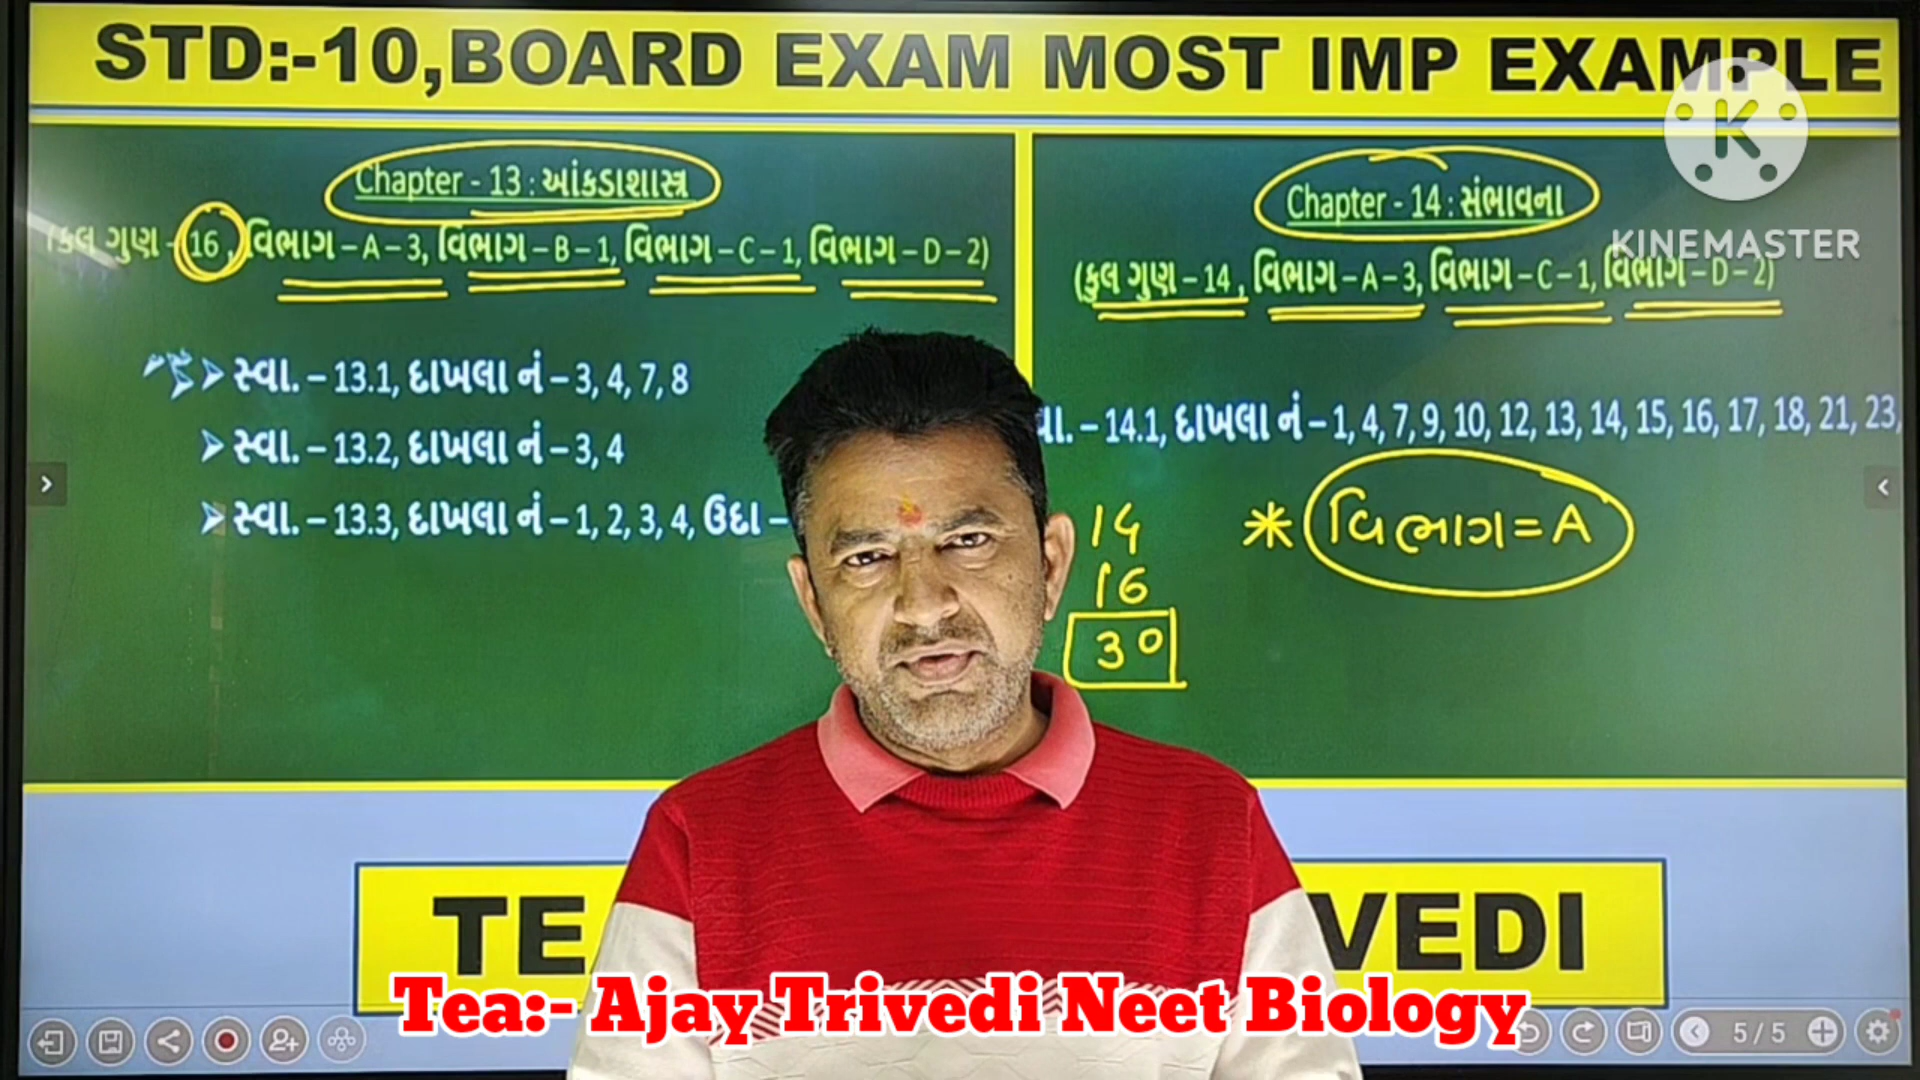 STD:-10,BOARD EXAM MOST IMP EXAMPLE
KINEMASTER
Chapter - 13 : આંકડાશાસ્ત્ર
(કુલ ગુણ - 16 , વિભાગ – A – 3, વિભાગ – B – 1, વિભાગ – C – 1, વિભાગ – D – 2)
સ્વા. – 13.1, દાખલા નં – 3, 4, 7, 8
સ્વા. – 13.2, દાખલા નં – 3, 4
સ્વા. – 13.3, દાખલા નં – 1, 2, 3, 4, ઉદા –
Chapter - 14 : સંભાવના
(કુલ ગુણ – 14 , વિભાગ – A – 3, વિભાગ – C – 1, વિભાગ – D – 2)
– 14.1, દાખલા નં – 1, 4, 7, 9, 10, 12, 13, 14, 15, 16, 17, 18, 21, 23,
14
16
30
* વિભાગ = A
TE VEDI
Tea:- Ajay Trivedi Neet Biology
5 / 5